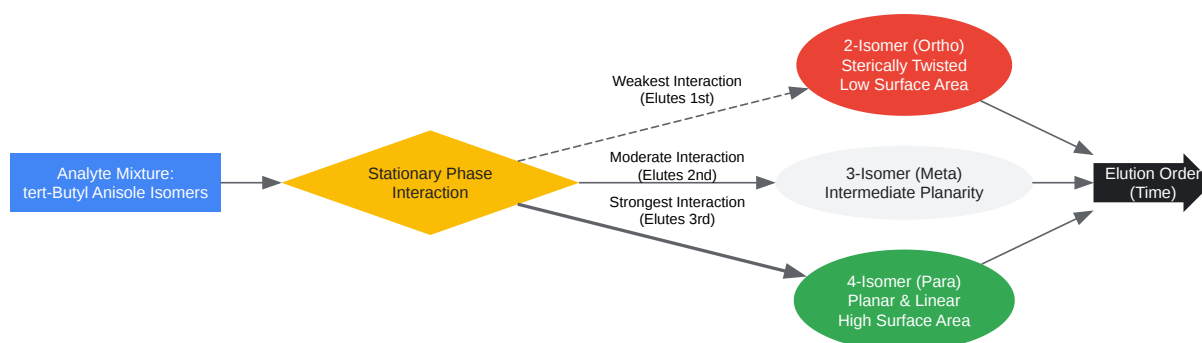 Analyte Mixture:
tert-Butyl Anisole Isomers
Stationary Phase
Interaction
Weakest Interaction
(Elutes 1st)
Moderate Interaction
(Elutes 2nd)
Strongest Interaction
(Elutes 3rd)
2-Isomer (Ortho)
Sterically Twisted
Low Surface Area
3-Isomer (Meta)
Intermediate Planarity
4-Isomer (Para)
Planar & Linear
High Surface Area
Elution Order
(Time)